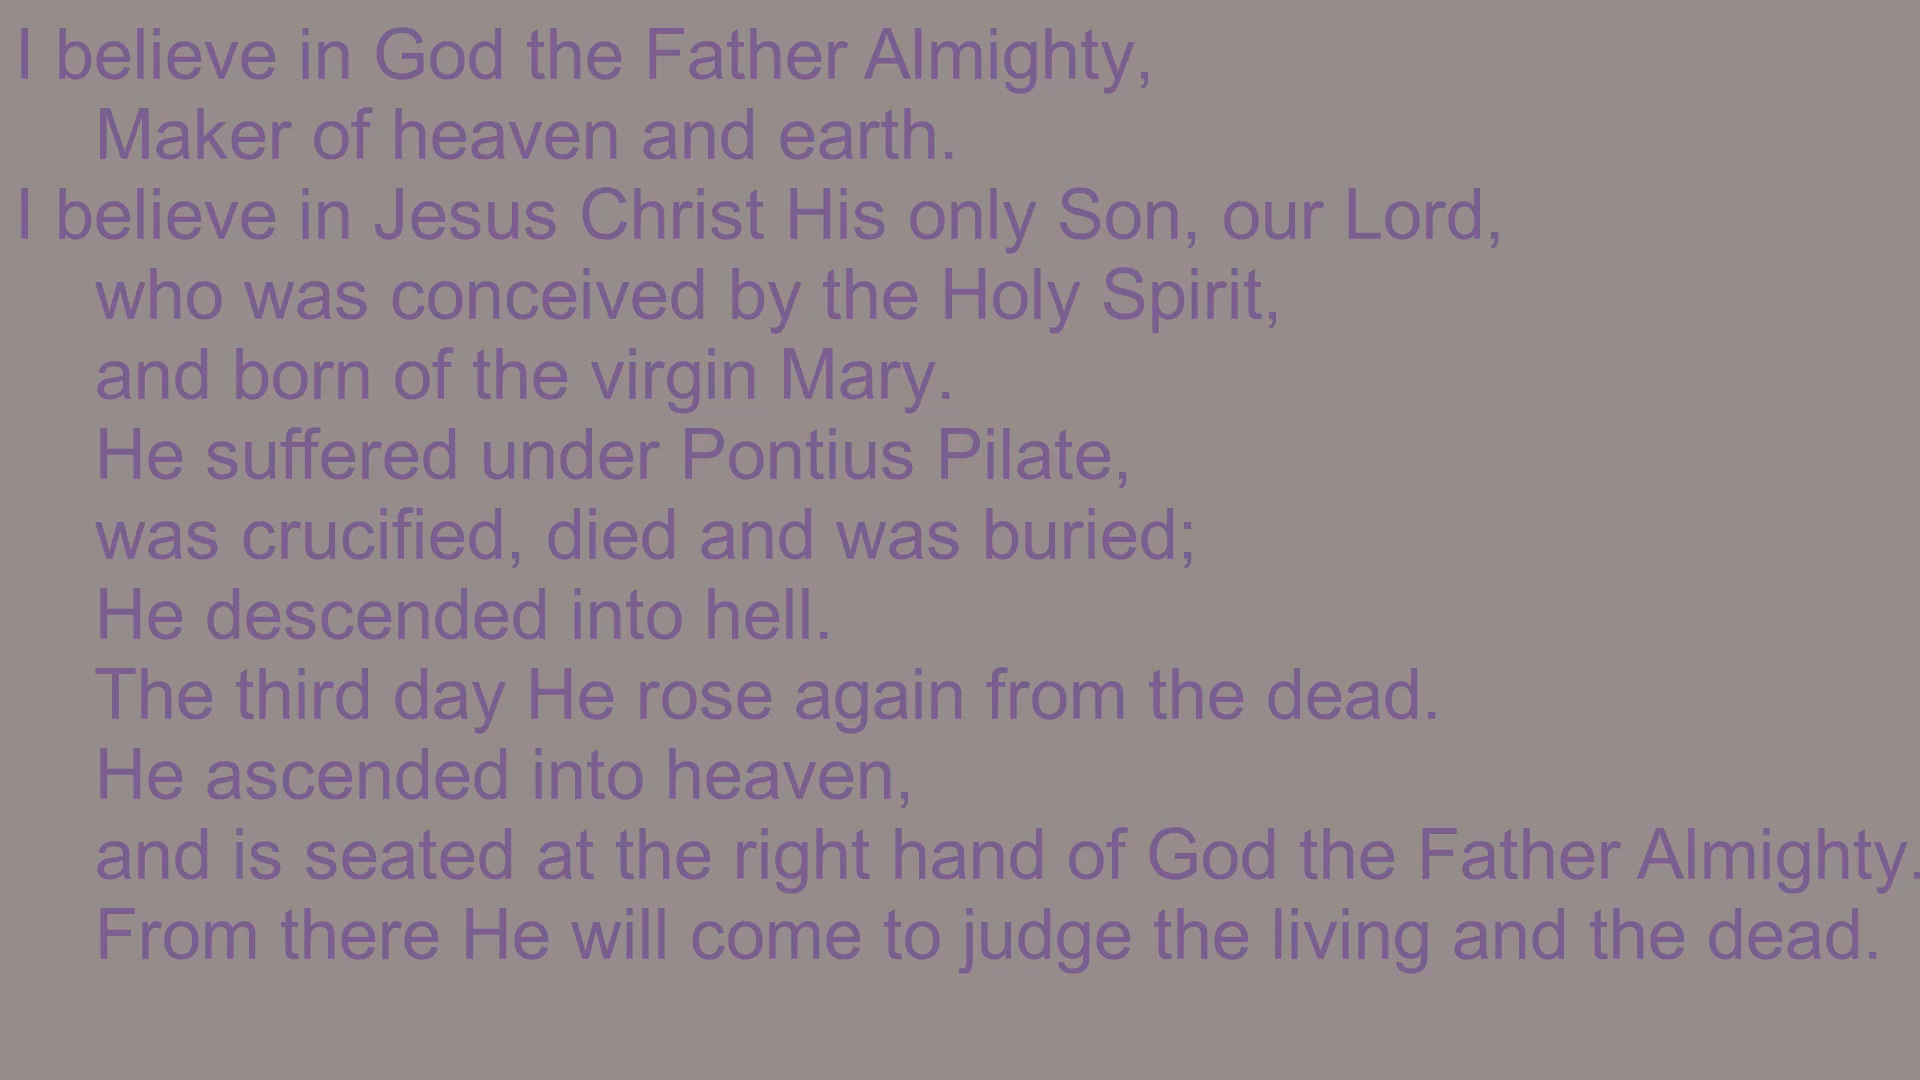 I believe in God the Father Almighty,
Maker of heaven and earth.
I believe in Jesus Christ His only Son, our Lord,
who was conceived by the Holy Spirit,
and born of the virgin Mary.
He suffered under Pontius Pilate,
was crucified, died and was buried;
He descended into hell.
The third day He rose again from the dead.
He ascended into heaven,
and is seated at the right hand of God the Father Almighty.
From there He will come to judge the living and the dead.